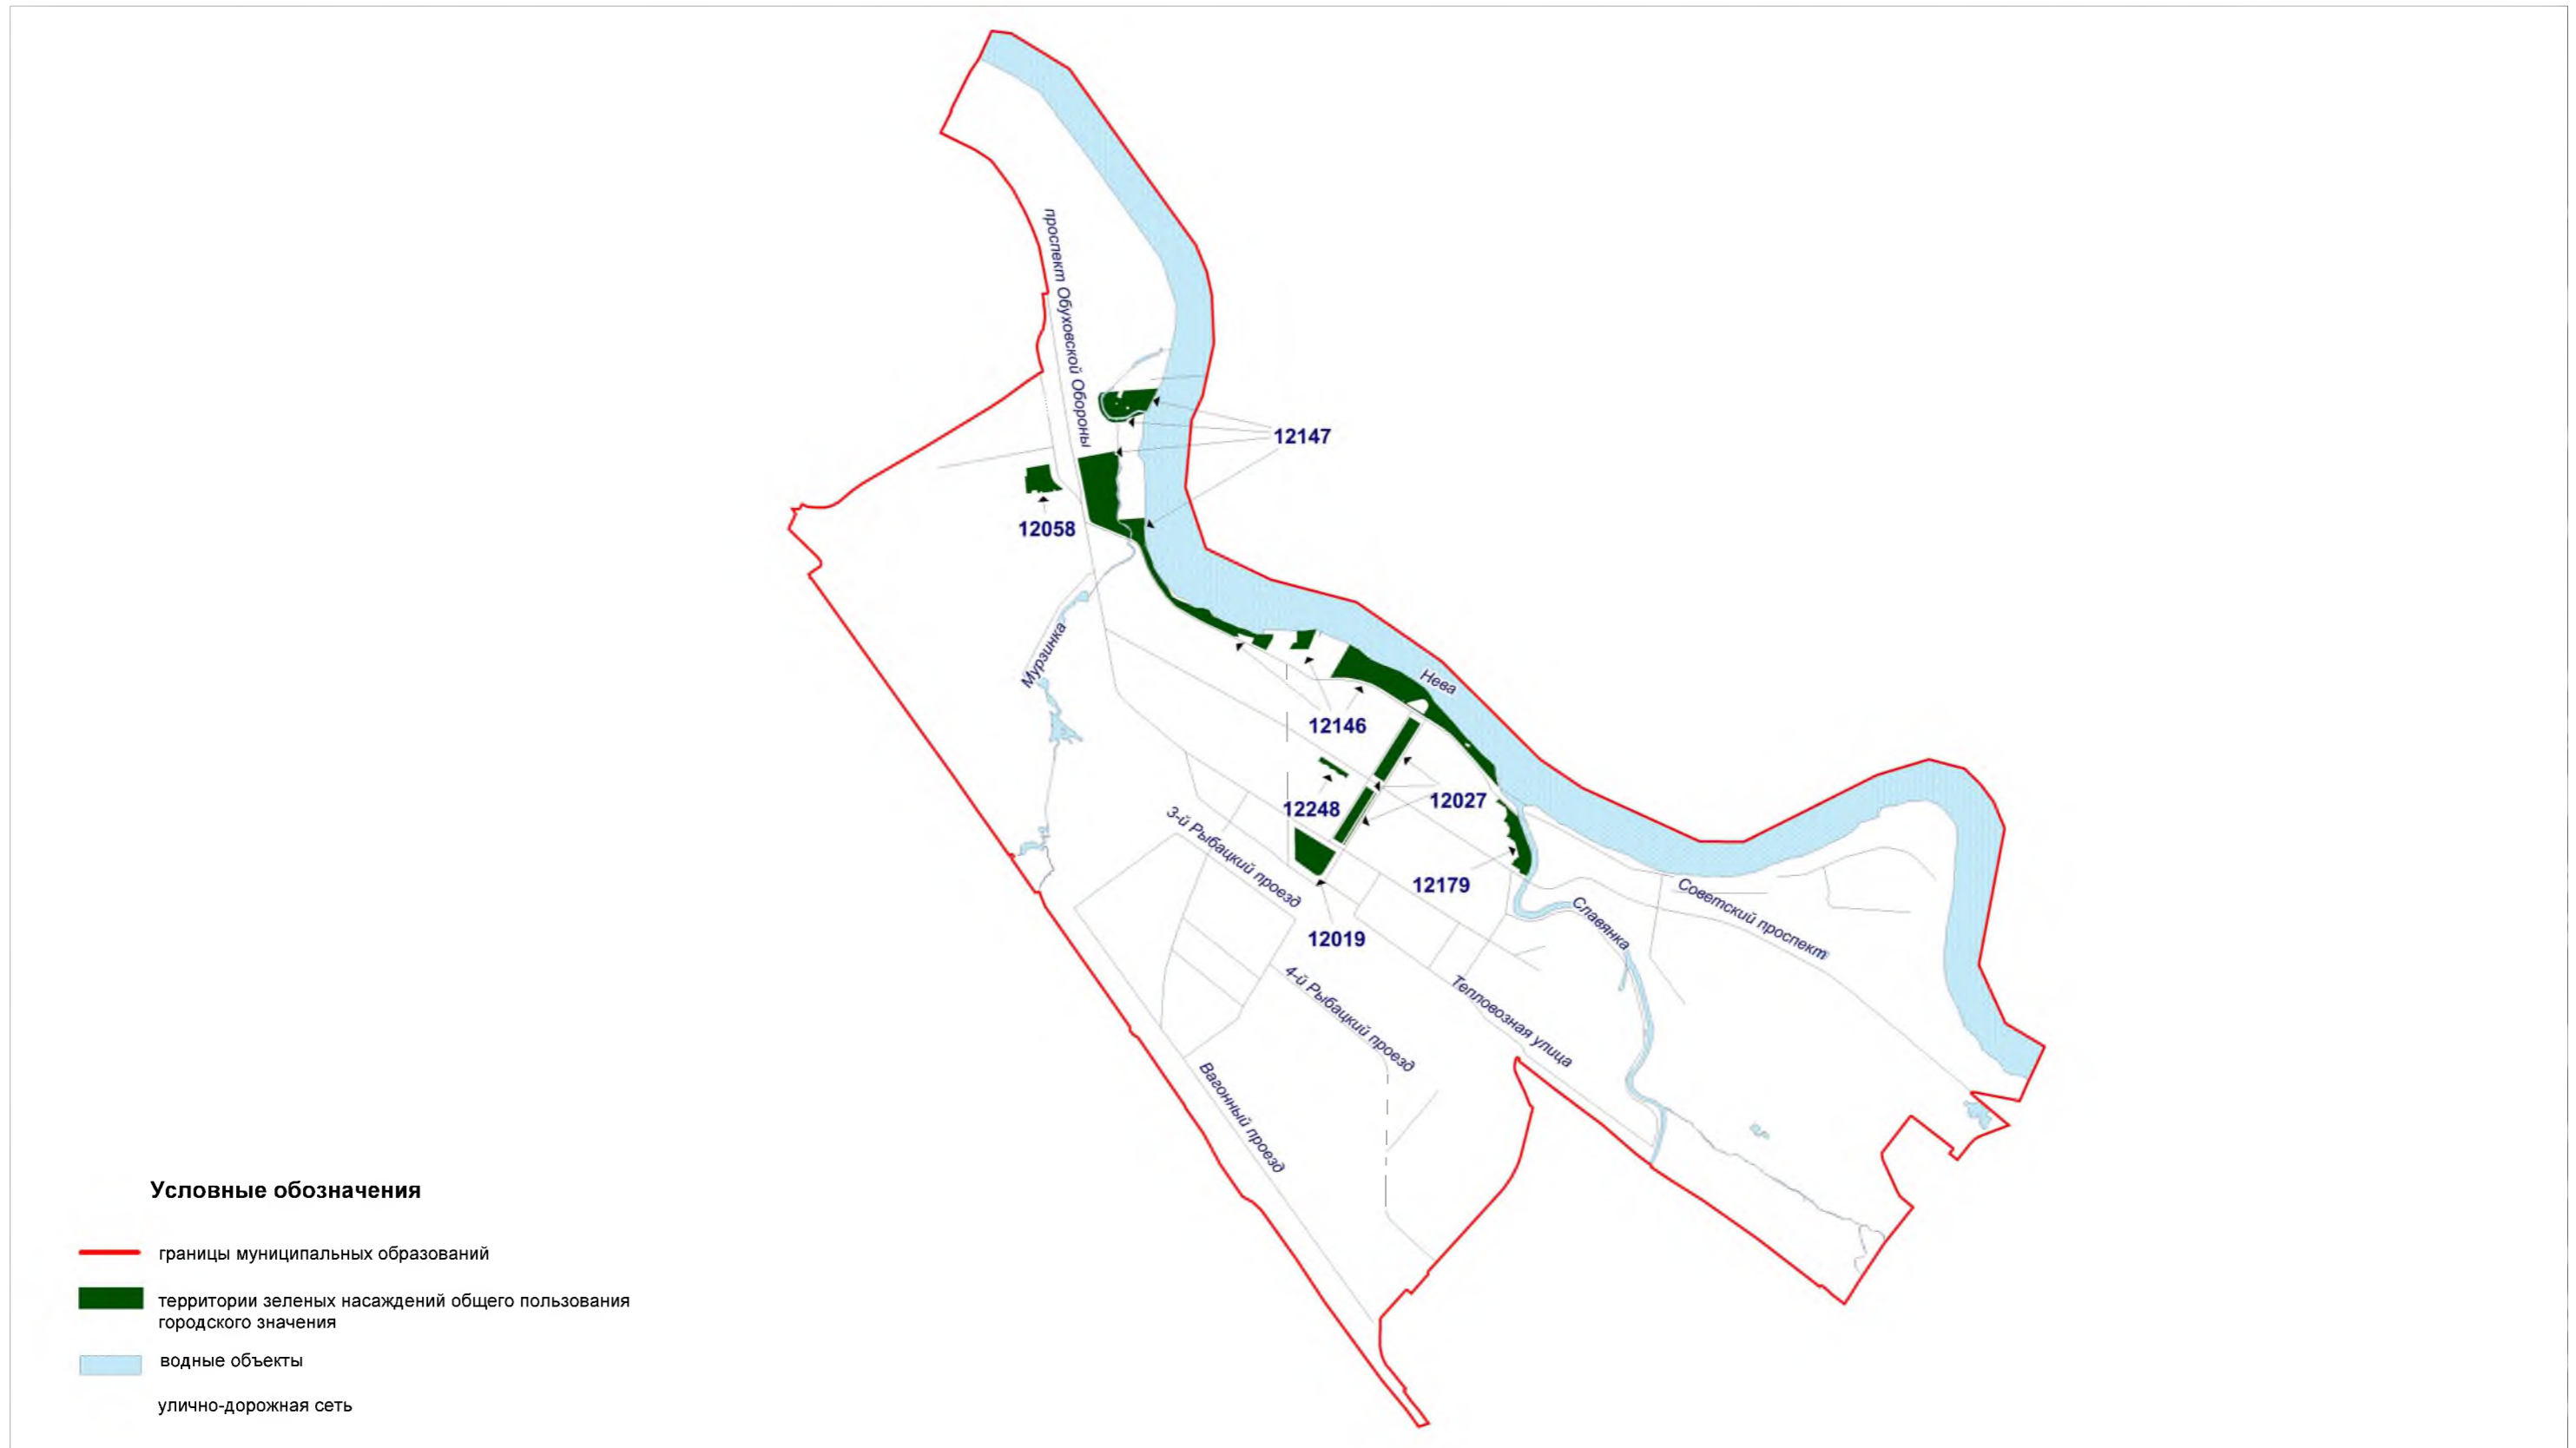 проспект Обуховской Обороны
12147
12058
Мурзинка
Нева
12146
12248
12027
3-й Рыбацкий проезд
12179
Советский проспект
Славянка
12019
4-й Рыбацкий проезд
Тепловозная улица
Вагонный проезд
Условные обозначения
границы муниципальных образований
территории зеленых насаждений общего пользования
городского значения
водные объекты
улично-дорожная сеть